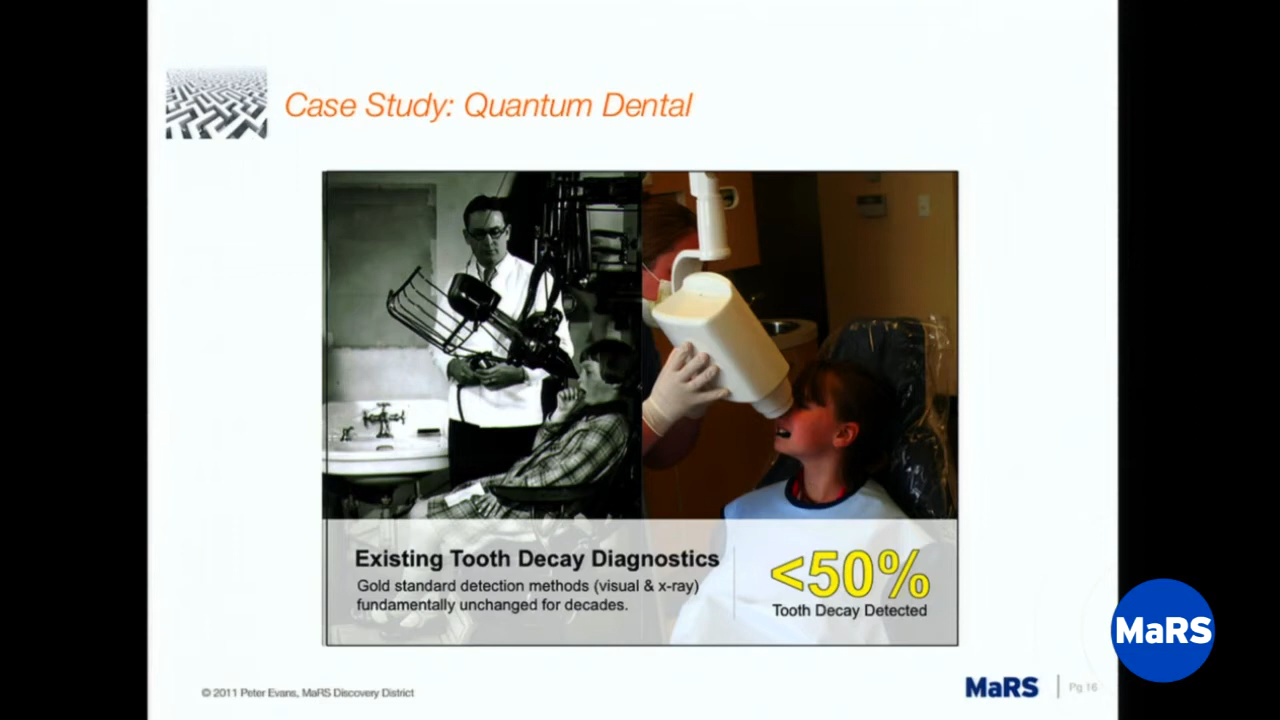 Case Study: Quantum Dental
Existing Tooth Decay Diagnostics
Gold standard detection methods (visual & x-ray)
fundamentally unchanged for decades.
<50%
Tooth Decay Detected
© 2011 Peter Evans, MaRS Discovery District
MaRS
Pg 16
MaRS